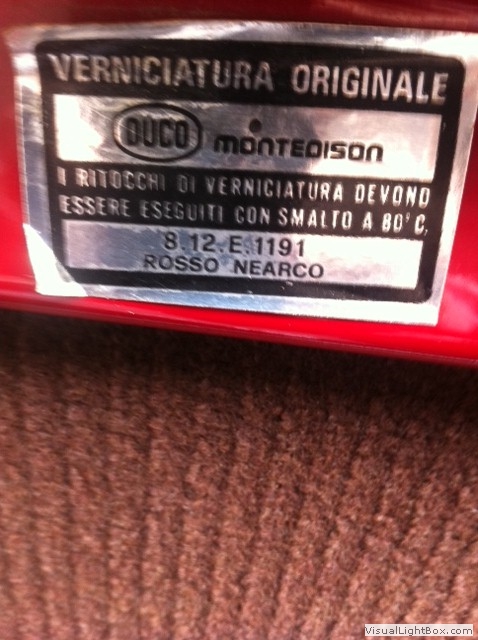 VERNICIATURA ORIGINALE
DUCO MONTEDISON
I RITOCCHI DI VERNICIATURA DEVONO
ESSERE ESEGUITI CON SMALTO A 80°C.
8.12.E.1191
ROSSO NEARCO
VisualLightBox.com